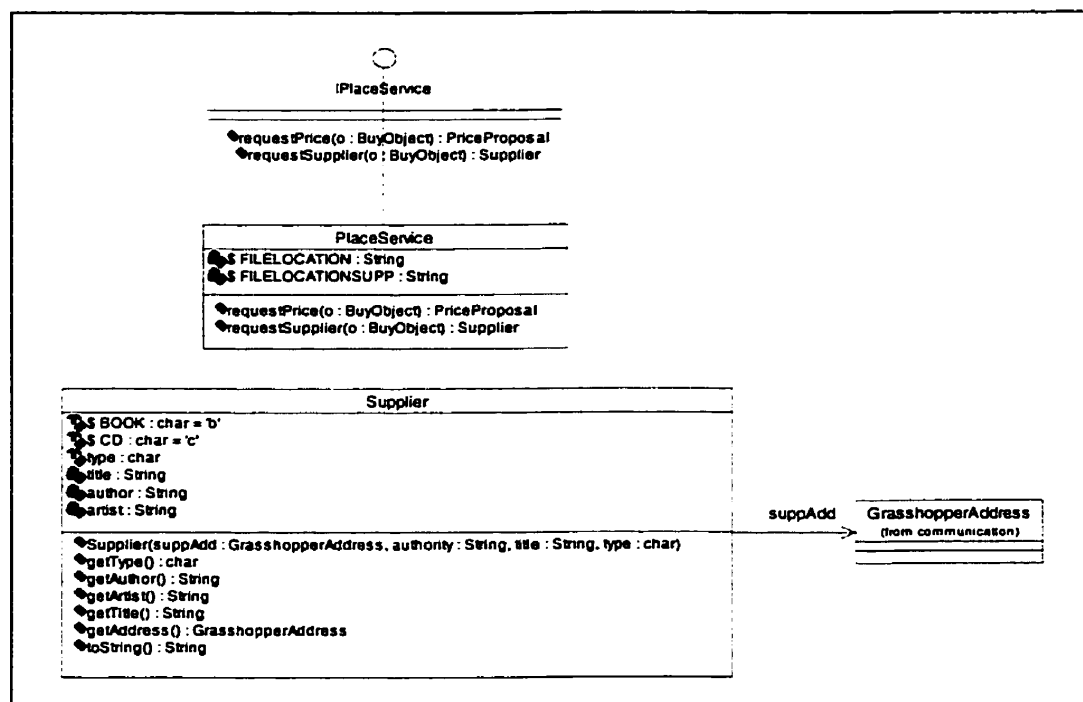 IPlaceService
requestPrice(o : BuyObject) : PriceProposal
requestSupplier(o : BuyObject) : Supplier
PlaceService
$ FILELOCATION : String
$ FILELOCATIONSUPP : String
requestPrice(o : BuyObject) : PriceProposal
requestSupplier(o : BuyObject) : Supplier
Supplier
$ BOOK : char = 'b'
$ CD : char = 'c'
type : char
title : String
author : String
artist : String
suppAdd
GrasshopperAddress
(from communication)
Supplier(suppAdd : GrasshopperAddress, authority : String, title : String, type : char)
getType() : char
getAuthor() : String
getArtist() : String
getTitle() : String
getAddress() : GrasshopperAddress
toString() : String